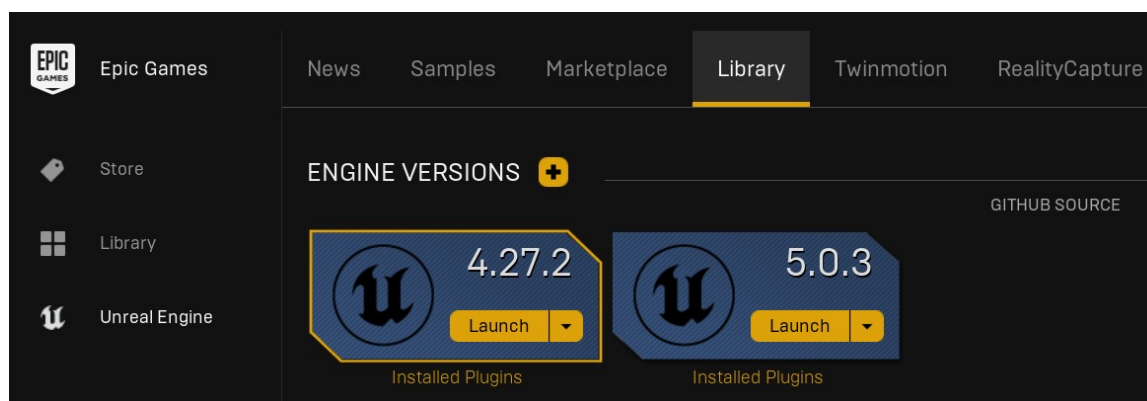 EPIC
GAMES
Epic Games
News Samples Marketplace Library Twinmotion RealityCapture
Store
Library
Unreal Engine
ENGINE VERSIONS
GITHUB SOURCE
4.27.2
Launch
Installed Plugins
5.0.3
Launch
Installed Plugins